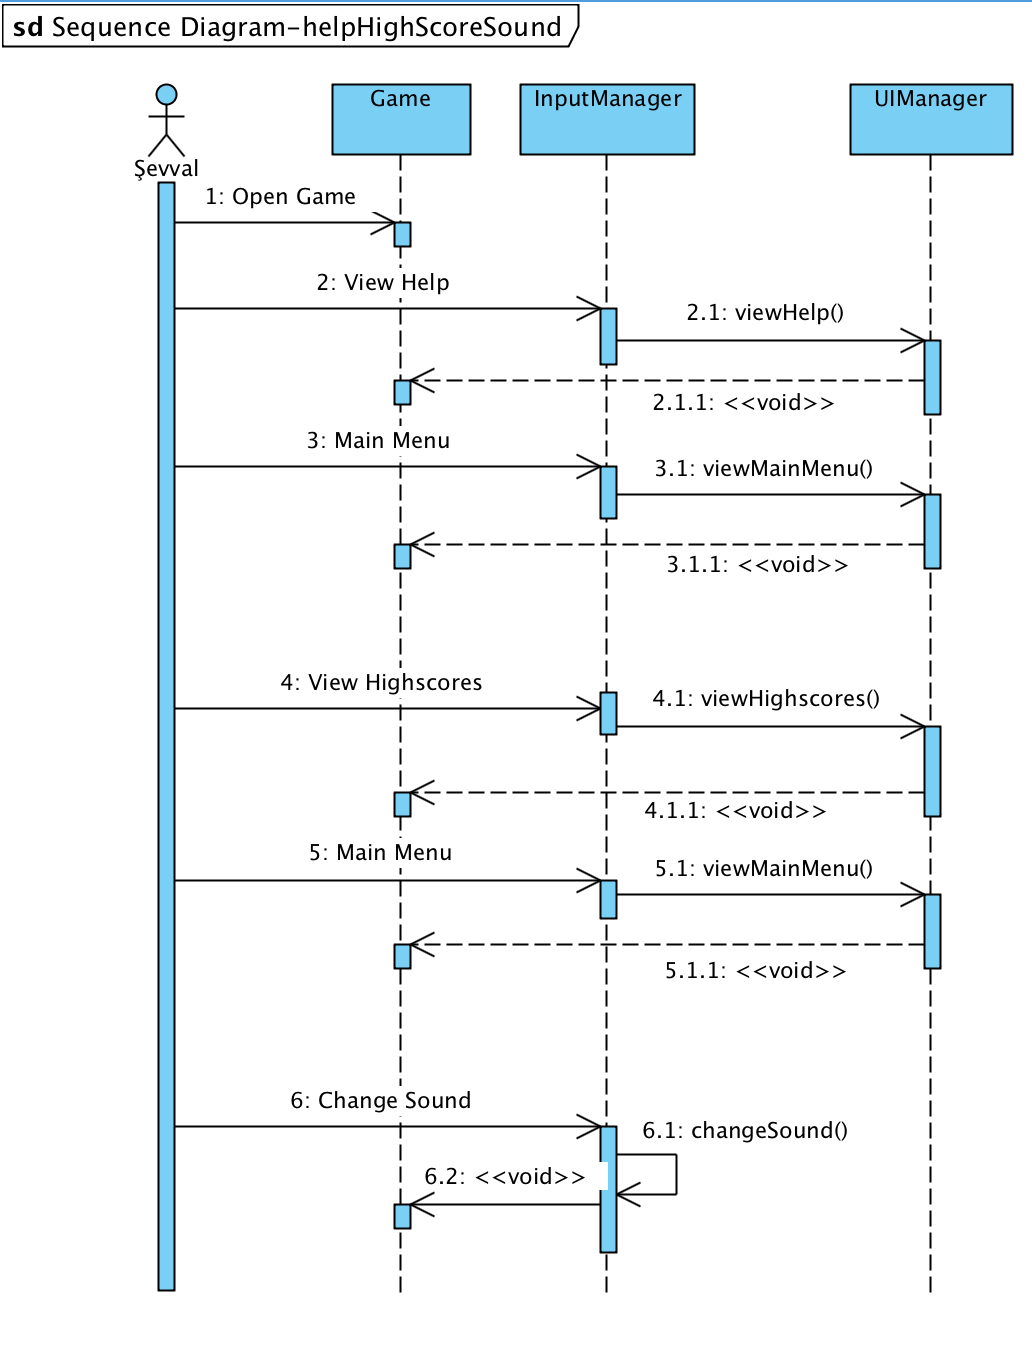 sd Sequence Diagram-helpHighScoreSound
Şevval
Game
InputManager
UIManager
1: Open Game
2: View Help
2.1: viewHelp()
2.1.1: <<void>>
3: Main Menu
3.1: viewMainMenu()
3.1.1: <<void>>
4: View Highscores
4.1: viewHighscores()
4.1.1: <<void>>
5: Main Menu
5.1: viewMainMenu()
5.1.1: <<void>>
6: Change Sound
6.1: changeSound()
6.2: <<void>>